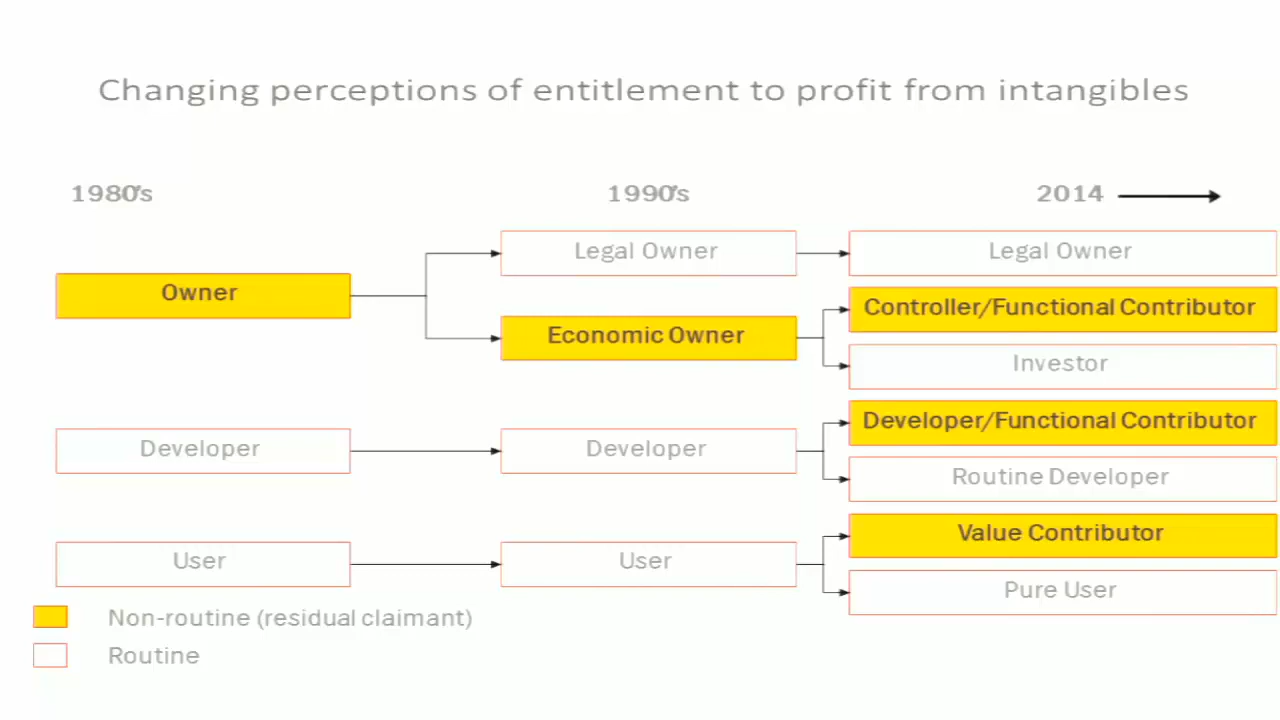 Changing perceptions of entitlement to profit from intangibles
1980's
1990's
2014
Legal Owner
Legal Owner
Owner
Controller/Functional Contributor
Economic Owner
Investor
Developer/Functional Contributor
Developer
Developer
Routine Developer
Value Contributor
User
User
Pure User
Non-routine (residual claimant)
Routine